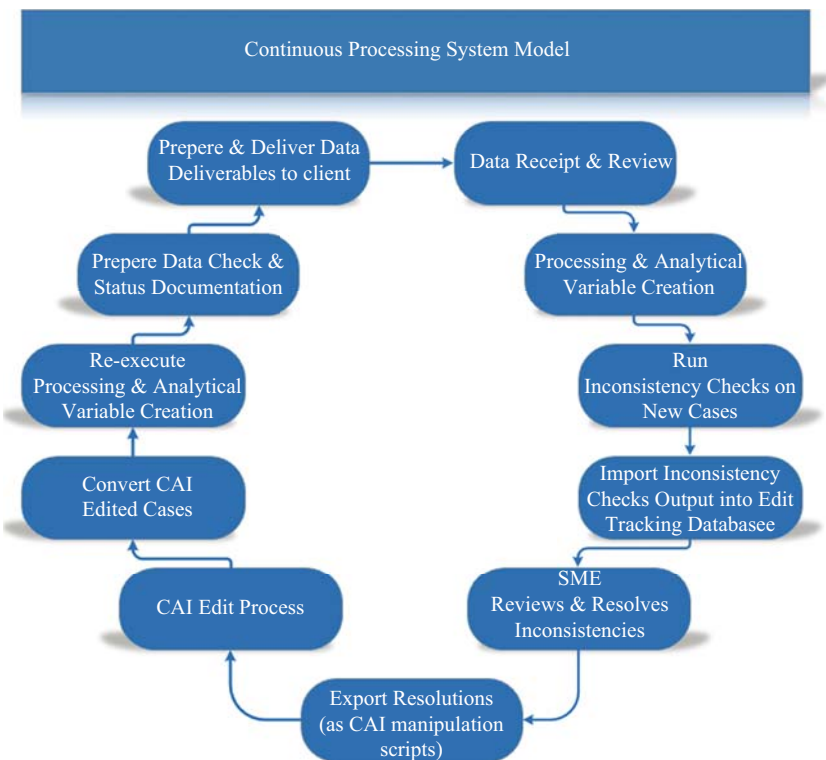 Continuous Processing System Model
Prepere & Deliver Data
Deliverables to client
Data Receipt & Review
Processing & Analytical
Variable Creation
Run
Inconsistency Checks on
New Cases
Import Inconsistency
Checks Output into Edit
Tracking Databasee
SME
Reviews & Resolves
Inconsistencies
Export Resolutions
(as CAI manipulation
scripts)
CAI Edit Process
Convert CAI
Edited Cases
Re-execute
Processing & Analytical
Variable Creation
Prepere Data Check &
Status Documentation